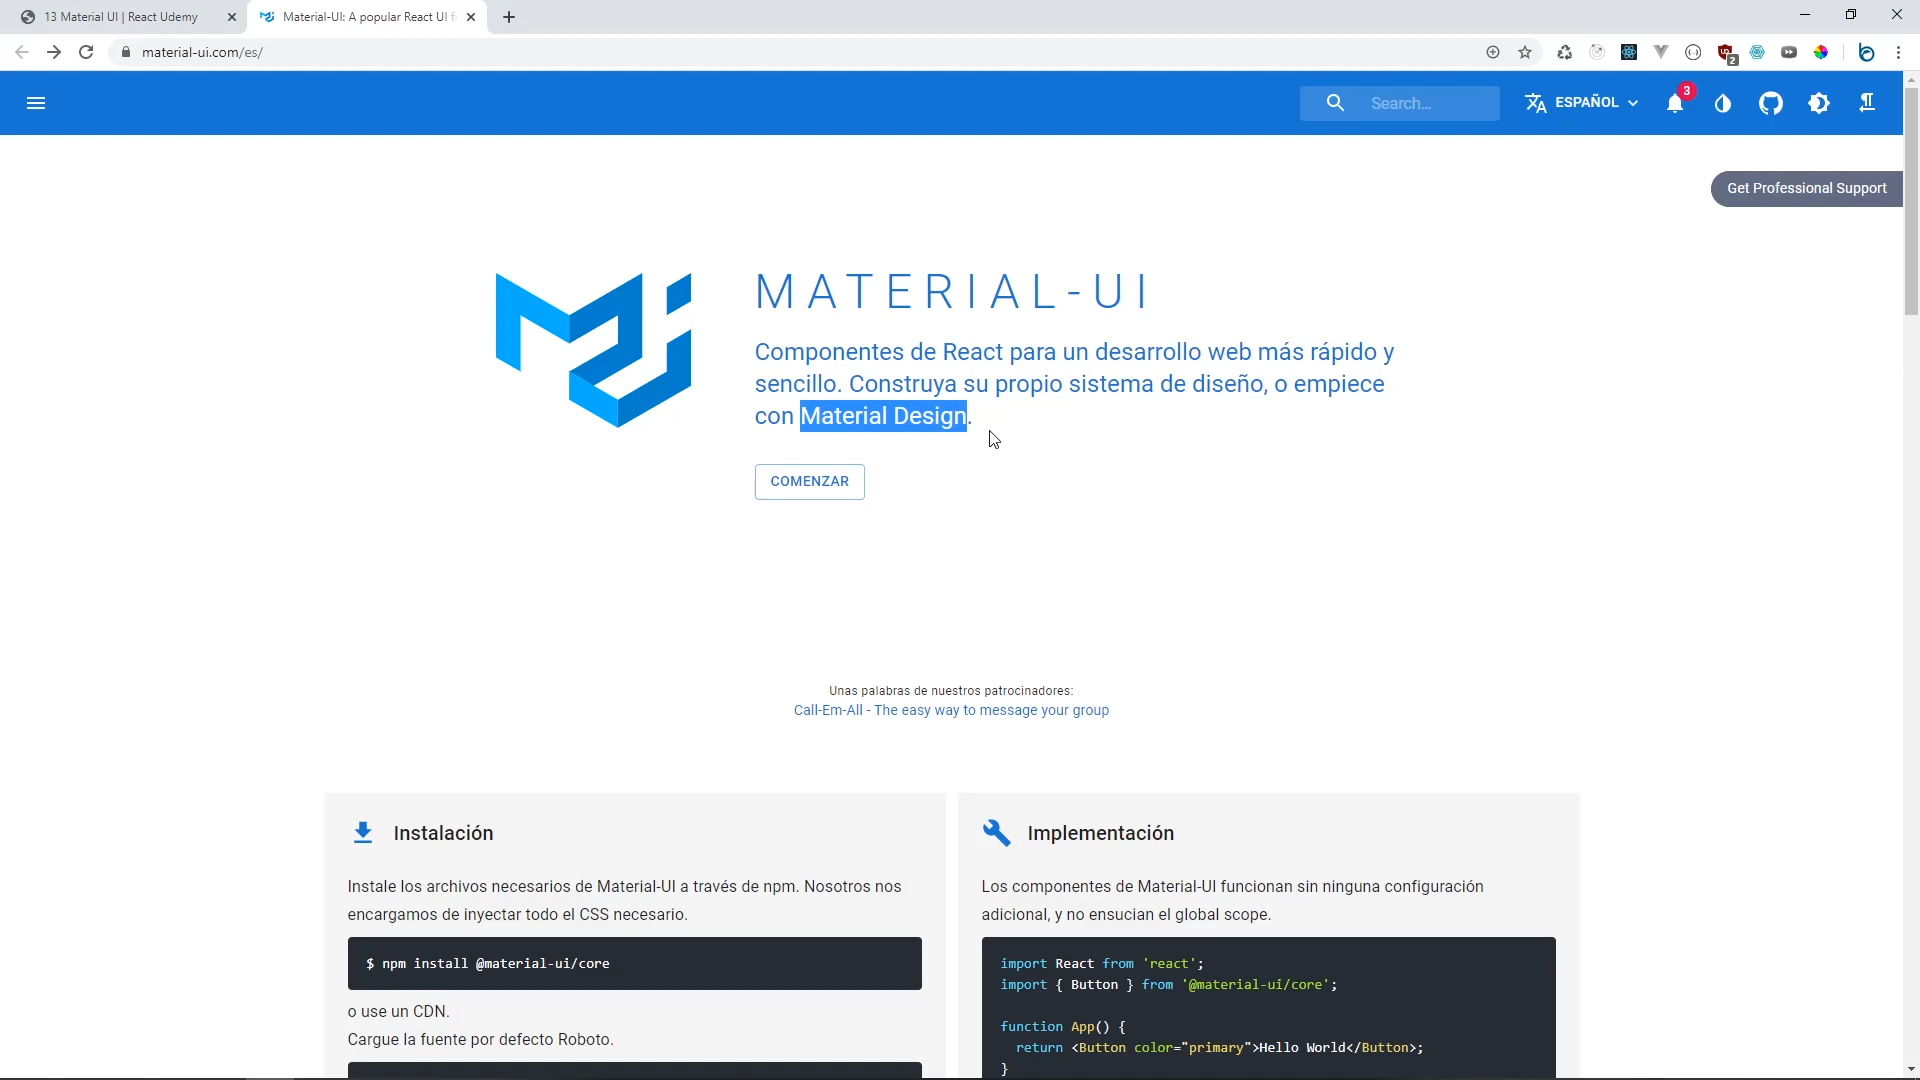 13 Material UI | React Udemy
Material-UI: A popular React UI f
material-ui.com/es/
2
Search…
ESPAÑOL
3
Get Professional Support
MATERIAL-UI
Componentes de React para un desarrollo web más rápido y
sencillo. Construya su propio sistema de diseño, o empiece
con Material Design.
COMENZAR
Unas palabras de nuestros patrocinadores:
Call-Em-All - The easy way to message your group
Instalación
Instale los archivos necesarios de Material-UI a través de npm. Nosotros nos
encargamos de inyectar todo el CSS necesario.
$ npm install @material-ui/core
o use un CDN.
Cargue la fuente por defecto Roboto.
Implementación
Los componentes de Material-UI funcionan sin ninguna configuración
adicional, y no ensucian el global scope.
import React from 'react';
import { Button } from '@material-ui/core';
function App() {
return <Button color="primary">Hello World</Button>;
}